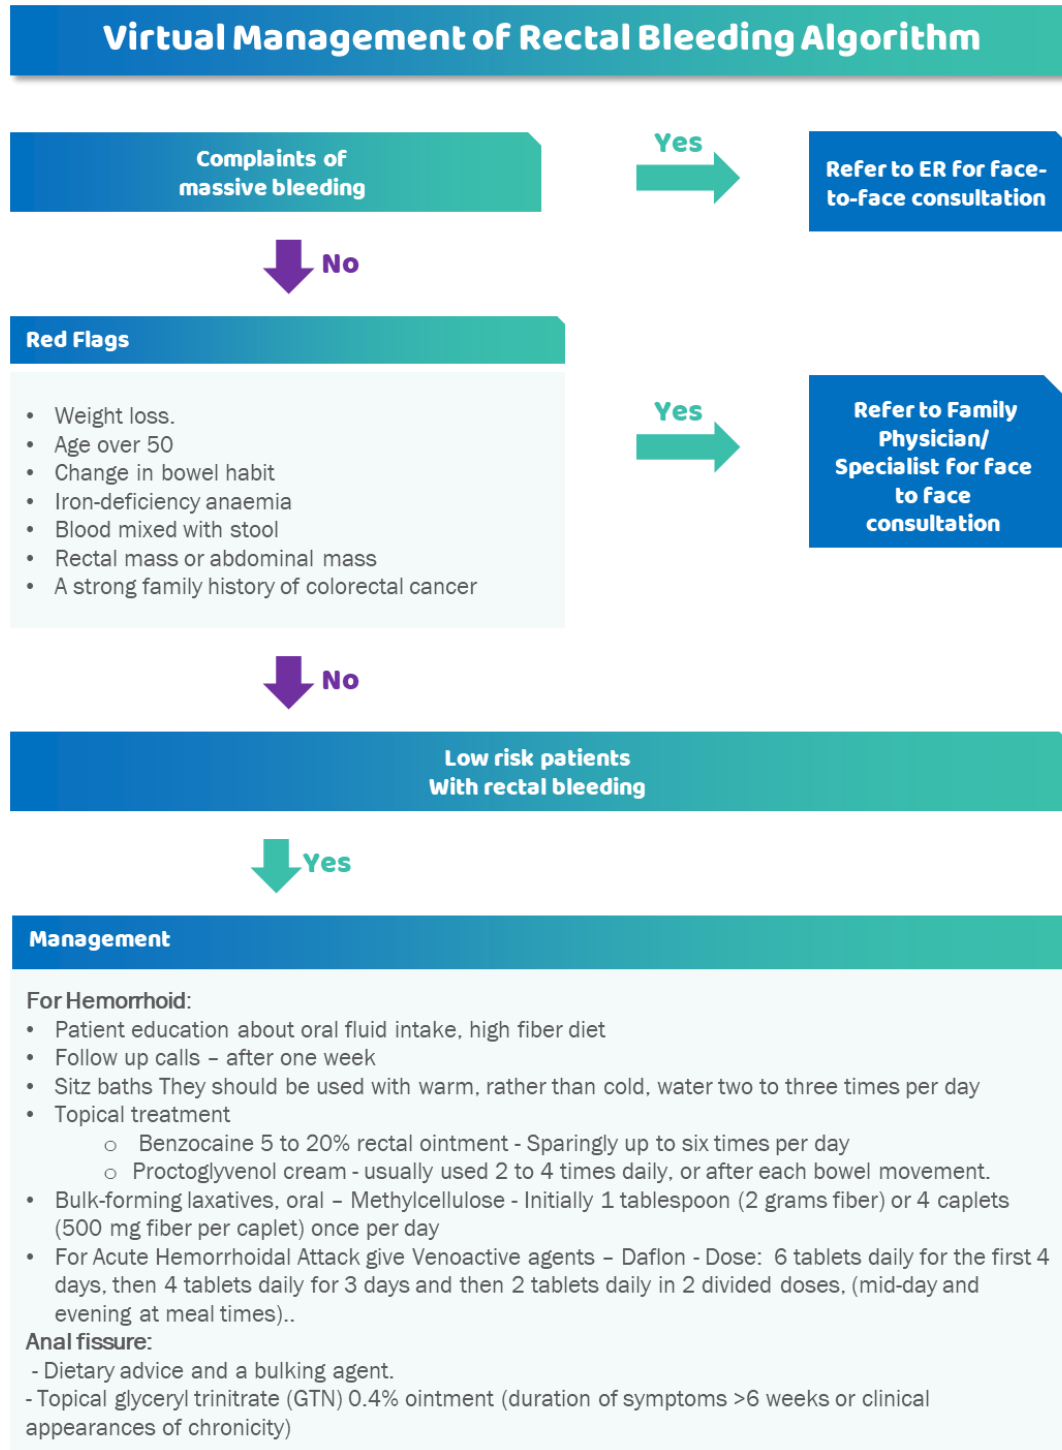 Virtual Management of Rectal Bleeding Algorithm
Complaints of
massive bleeding
Yes
Refer to ER for face-
to-face consultation
No
Red Flags
• Weight loss.
• Age over 50
• Change in bowel habit
• Iron-deficiency anaemia
• Blood mixed with stool
• Rectal mass or abdominal mass
• A strong family history of colorectal cancer
Yes
Refer to Family
Physician/
Specialist for face
to face
consultation
No
Low risk patients
With rectal bleeding
Yes
Management
For Hemorrhoid:
• Patient education about oral fluid intake, high fiber diet
• Follow up calls – after one week
• Sitz baths They should be used with warm, rather than cold, water two to three times per day
• Topical treatment
o Benzocaine 5 to 20% rectal ointment - Sparingly up to six times per day
o Proctoglyvenol cream - usually used 2 to 4 times daily, or after each bowel movement.
• Bulk-forming laxatives, oral – Methylcellulose - Initially 1 tablespoon (2 grams fiber) or 4 caplets
(500 mg fiber per caplet) once per day
• For Acute Hemorrhoidal Attack give Venoactive agents – Daflon - Dose: 6 tablets daily for the first 4
days, then 4 tablets daily for 3 days and then 2 tablets daily in 2 divided doses, (mid-day and
evening at meal times)..
Anal fissure:
- Dietary advice and a bulking agent.
- Topical glyceryl trinitrate (GTN) 0.4% ointment (duration of symptoms >6 weeks or clinical
appearances of chronicity)